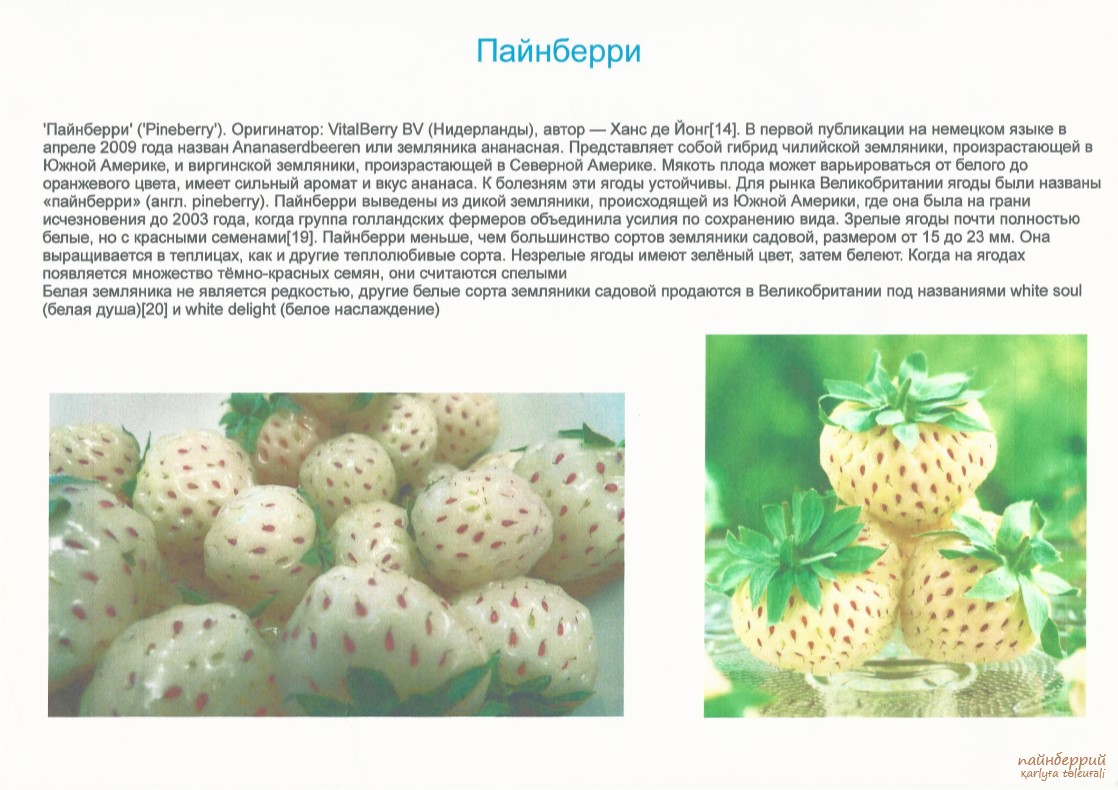 Пайнберри
'Пайнберри' ('Pineberry'). Оригинатор: VitalBerry BV (Нидерланды), автор — Ханс де Йонг[14]. В первой публикации на немецком языке в
апреле 2009 года назван Ananaserdbeeren или земляника ананасная. Представляет собой гибрид чилийской земляники, произрастающей в
Южной Америке, и виргинской земляники, произрастающей в Северной Америке. Мякоть плода может варьироваться от белого до
оранжевого цвета, имеет сильный аромат и вкус ананаса. К болезням эти ягоды устойчивы. Для рынка Великобритании ягоды были названы
«пайнберри» (англ. pineberry). Пайнберри выведены из дикой земляники, происходящей из Южной Америки, где она была на грани
исчезновения до 2003 года, когда группа голландских фермеров объединила усилия по сохранению вида. Зрелые ягоды почти полностью
белые, но с красными семенами[19]. Пайнберри меньше, чем большинство сортов земляники садовой, размером от 15 до 23 мм. Она
выращивается в теплицах, как и другие теплолюбивые сорта. Незрелые ягоды имеют зелёный цвет, затем белеют. Когда на ягодах
появляется множество тёмно-красных семян, они считаются спелыми
Белая земляника не является редкостью, другие белые сорта земляники садовой продаются в Великобритании под названиями white soul
(белая душа)[20] и white delight (белое наслаждение)
пайнберрий
қarlyғa tөleuғali